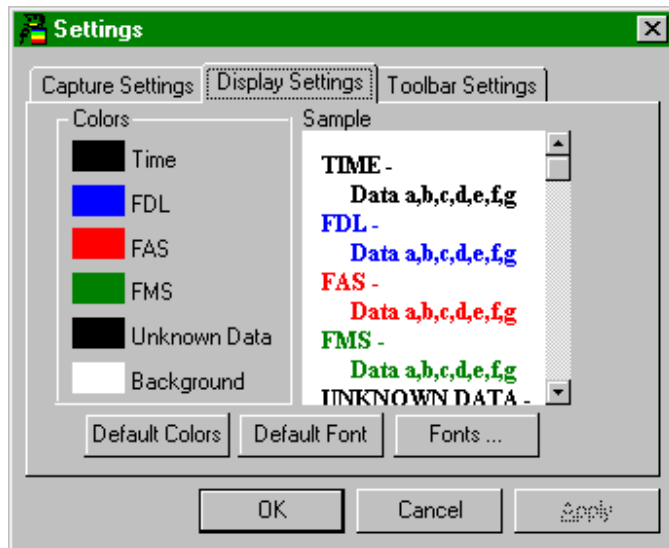 Settings
Capture Settings
Display Settings
Toolbar Settings
Colors
Time
FDL
FAS
FMS
Unknown Data
Background
Sample
TIME -
Data a,b,c,d,e,f,g
FDL -
Data a,b,c,d,e,f,g
FAS -
Data a,b,c,d,e,f,g
FMS -
Data a,b,c,d,e,f,g
UNKNOWN DATA -
Default Colors
Default Font
Fonts ...
OK
Cancel
Apply